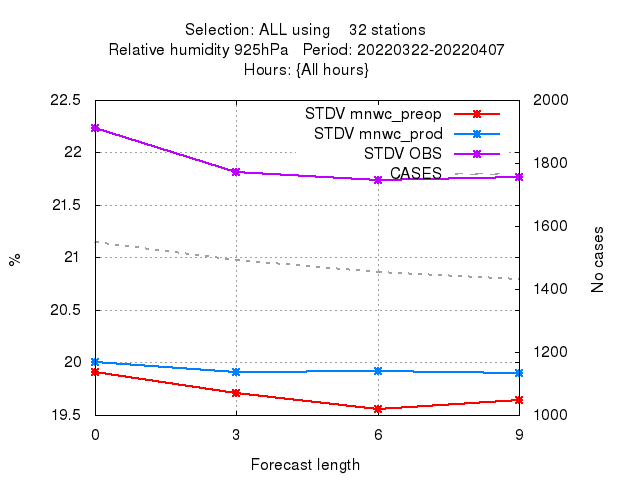 Selection: ALL using    32 stations
Relative humidity 925hPa   Period: 20220322-20220407
Hours: {All hours}
22.5
22
21.5
21
20.5
20
19.5
%
2000
1800
1600
1400
1200
1000
No cases
STDV mnwc_preop
STDV mnwc_prod
STDV OBS
CASES
0 3 6 9
Forecast length